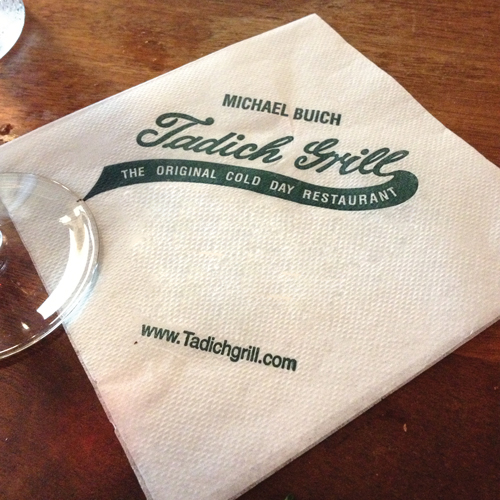 MICHAEL BUICH
Tadich Grill
THE ORIGINAL COLD DAY RESTAURANT
www.Tadichgrill.com